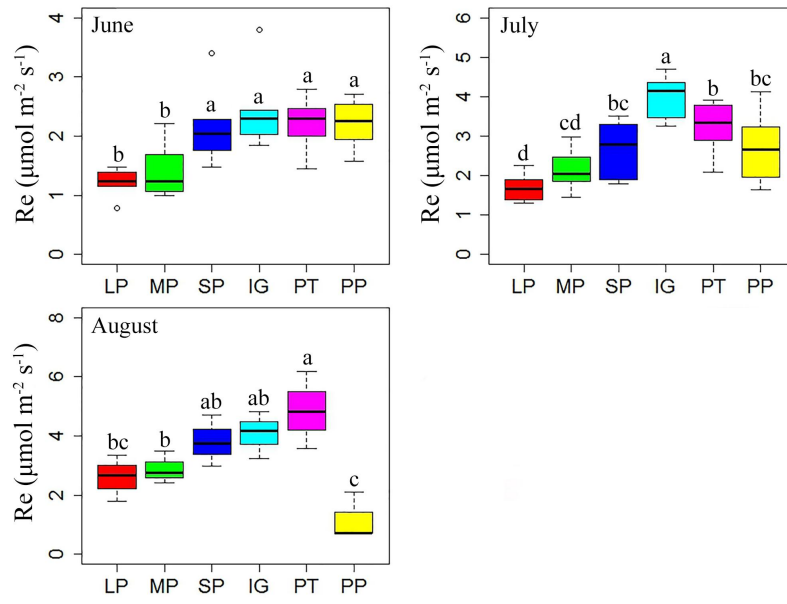 June
Re (μmol m⁻² s⁻¹)
4
3
2
1
0
b
b
a
a
a
a
LP MP SP IG PT PP
July
Re (μmol m⁻² s⁻¹)
6
5
4
3
2
1
0
d
cd
bc
a
b
bc
LP MP SP IG PT PP
August
Re (μmol m⁻² s⁻¹)
8
6
4
2
0
bc
b
ab
ab
a
c
LP MP SP IG PT PP